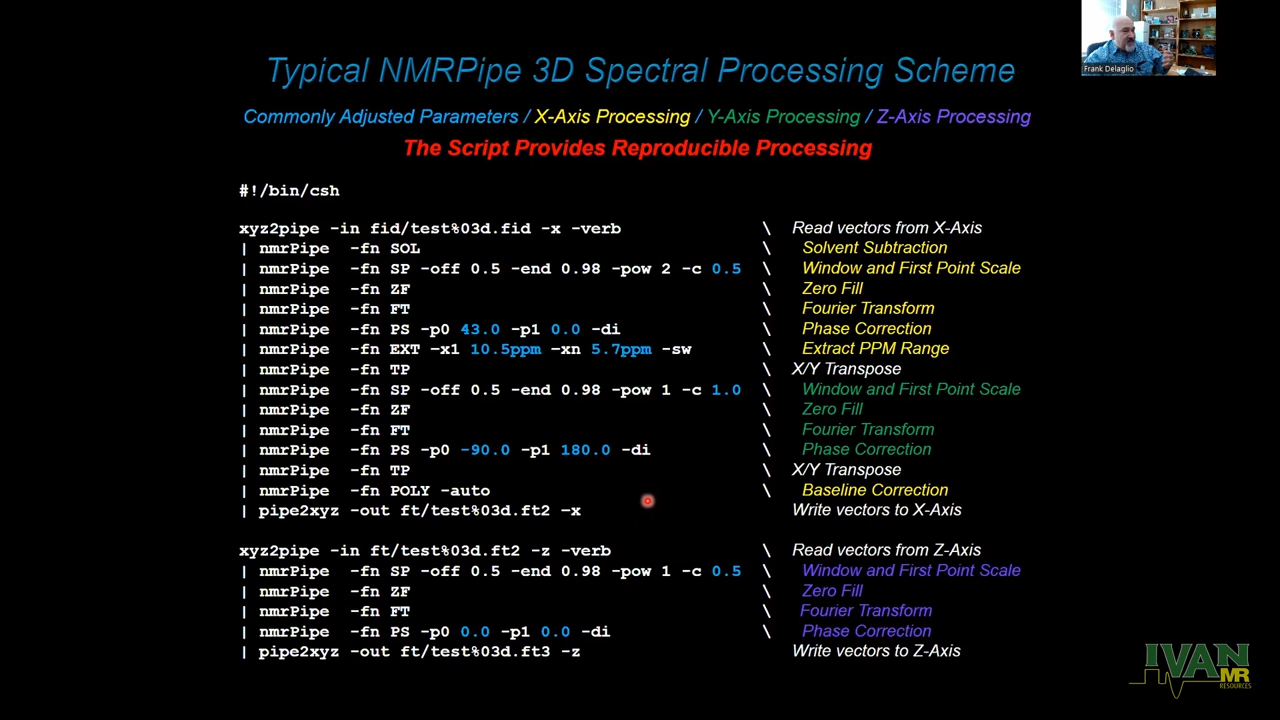 Frank Delaglio
Typical NMRPipe 3D Spectral Processing Scheme
Commonly Adjusted Parameters / X-Axis Processing / Y-Axis Processing / Z-Axis Processing
The Script Provides Reproducible Processing
#!/bin/csh
xyz2pipe -in fid/test%03d.fid -x -verb \ Read vectors from X-Axis
| nmrPipe -fn SOL \ Solvent Subtraction
| nmrPipe -fn SP -off 0.5 -end 0.98 -pow 2 -c 0.5 \ Window and First Point Scale
| nmrPipe -fn ZF \ Zero Fill
| nmrPipe -fn FT \ Fourier Transform
| nmrPipe -fn PS -p0 43.0 -p1 0.0 -di \ Phase Correction
| nmrPipe -fn EXT –x1 10.5ppm –xn 5.7ppm -sw \ Extract PPM Range
| nmrPipe -fn TP \ X/Y Transpose
| nmrPipe -fn SP -off 0.5 -end 0.98 -pow 1 -c 1.0 \ Window and First Point Scale
| nmrPipe -fn ZF \ Zero Fill
| nmrPipe -fn FT \ Fourier Transform
| nmrPipe -fn PS -p0 -90.0 -p1 180.0 -di \ Phase Correction
| nmrPipe -fn TP \ X/Y Transpose
| nmrPipe -fn POLY -auto \ Baseline Correction
| pipe2xyz -out ft/test%03d.ft2 –x Write vectors to X-Axis
xyz2pipe -in ft/test%03d.ft2 -z -verb \ Read vectors from Z-Axis
| nmrPipe -fn SP -off 0.5 -end 0.98 -pow 1 -c 0.5 \ Window and First Point Scale
| nmrPipe -fn ZF \ Zero Fill
| nmrPipe -fn FT \ Fourier Transform
| nmrPipe -fn PS -p0 0.0 -p1 0.0 -di \ Phase Correction
| pipe2xyz -out ft/test%03d.ft3 -z Write vectors to Z-Axis
IVAN
MR
RESOURCES